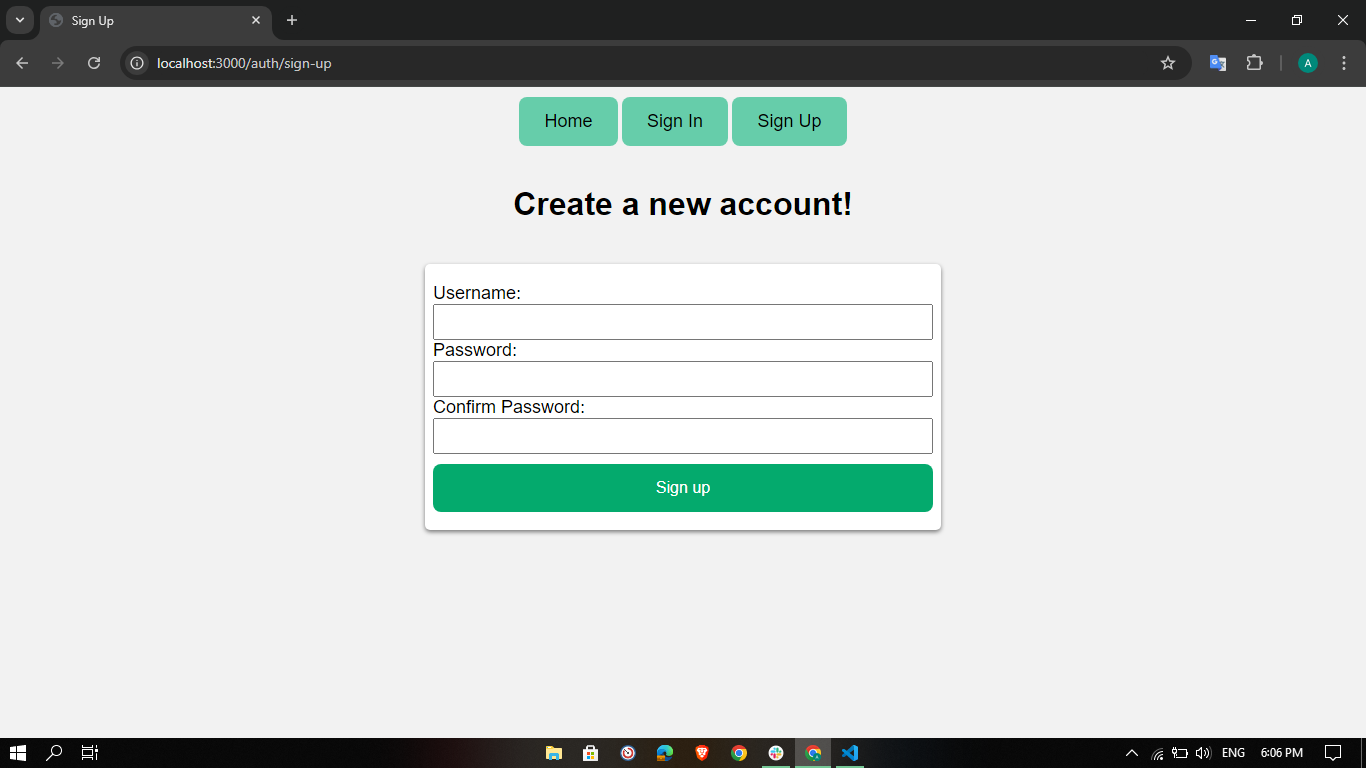 Sign Up
localhost:3000/auth/sign-up
A
Home Sign In Sign Up
Create a new account!
Username:
Password:
Confirm Password:
Sign up
ENG 6:06 PM